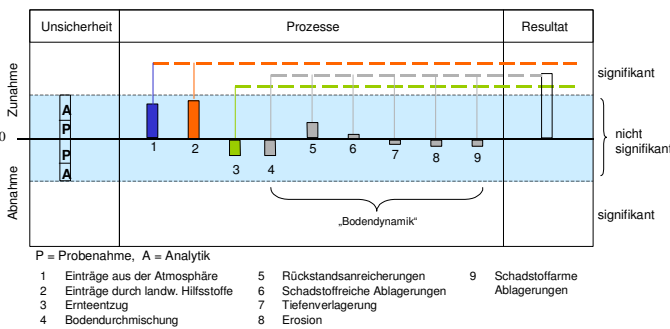 Unsicherheit Prozesse Resultat
Zunahme
signifikant
A
P
0
nicht
signifikant
1 2 5 6 7 8 9
P
A
3 4
Abnahme
„Bodendynamik“
signifikant
P = Probenahme, A = Analytik
1 Einträge aus der Atmosphäre
2 Einträge durch landw. Hilfsstoffe
3 Ernteentzug
4 Bodendurchmischung
5 Rückstandsanreicherungen
6 Schadstoffreiche Ablagerungen
7 Tiefenverlagerung
8 Erosion
9 Schadstoffarme
Ablagerungen